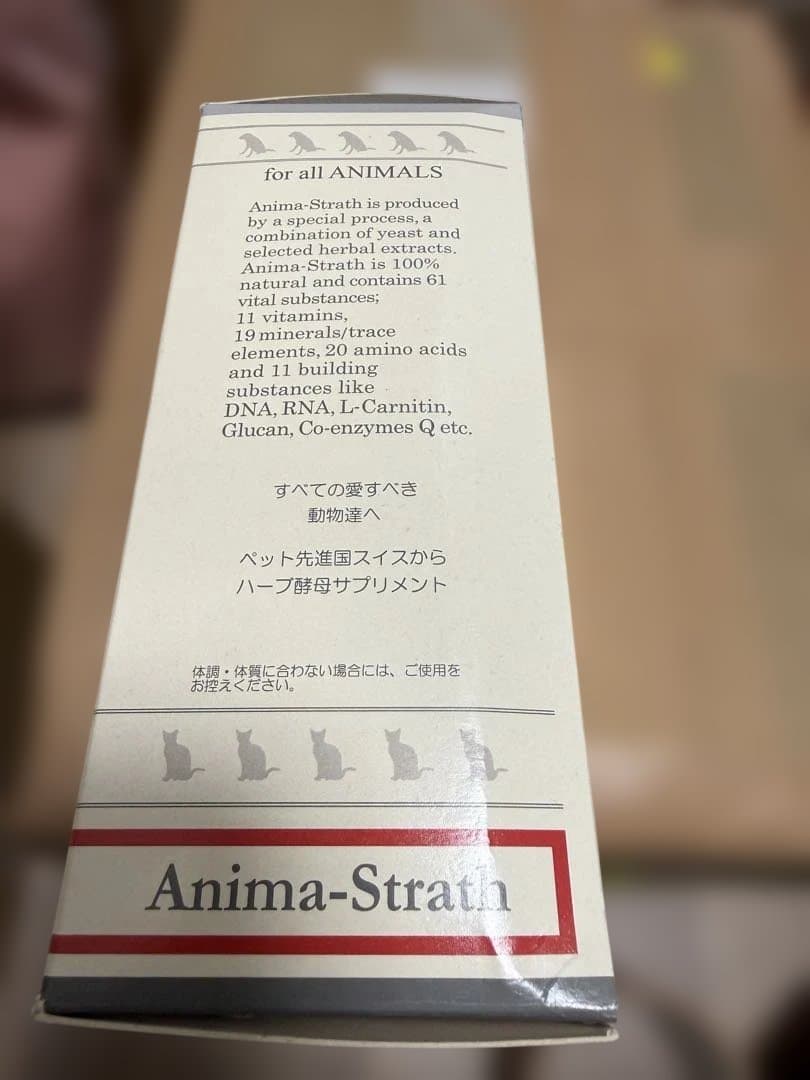 for all ANIMALS
Anima-Strath is produced
by a special process, a
combination of yeast and
selected herbal extracts.
Anima-Strath is 100%
natural and contains 61
vital substances;
11 vitamins,
19 minerals/trace
elements, 20 amino acids
and 11 building
substances like
DNA, RNA, L-Carnitin,
Glucan, Co-enzymes Q etc.
すべての愛すべき
動物達へ
ペット先進国スイスから
ハーブ酵母サプリメント
体調・体質に合わない場合には、ご使用を
お控えください。
Anima-Strath